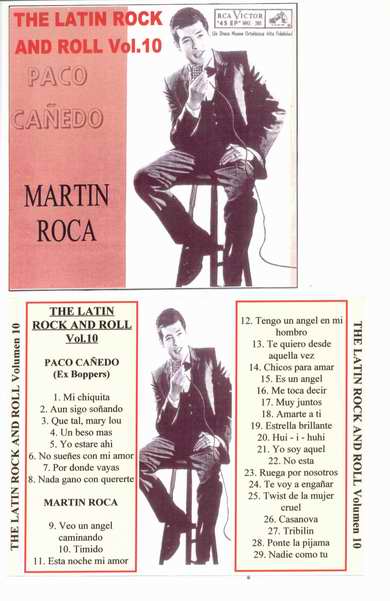 THE LATIN ROCK
AND ROLL Vol.10
PACO
CAÑEDO
MARTIN
ROCA
RCA VICTOR
"45 EP"
THE LATIN ROCK AND ROLL Volumen 10
THE LATIN
ROCK AND ROLL
Vol.10
PACO CAÑEDO
(Ex Boppers)
1. Mi chiquita
2. Aun sigo soñando
3. Que tal, mary lou
4. Un beso mas
5. Yo estare ahi
6. No sueñes con mi amor
7. Por donde vayas
8. Nada gano con quererte
MARTIN ROCA
9. Veo un angel
caminando
10. Timido
11. Esta noche mi amor
12. Tengo un angel en mi
hombro
13. Te quiero desde
aquella vez
14. Chicos para amar
15. Es un angel
16. Me toca decir
17. Muy juntos
18. Amarte a ti
19. Estrella brillante
20. Hui - i - huhi
21. Yo soy aquel
22. No esta
23. Ruega por nosotros
24. Te voy a engañar
25. Twist de la mujer
cruel
26. Casanova
27. Tribilin
28. Ponte la pijama
29. Nadie como tu
THE LATIN ROCK AND ROLL Volumen 10